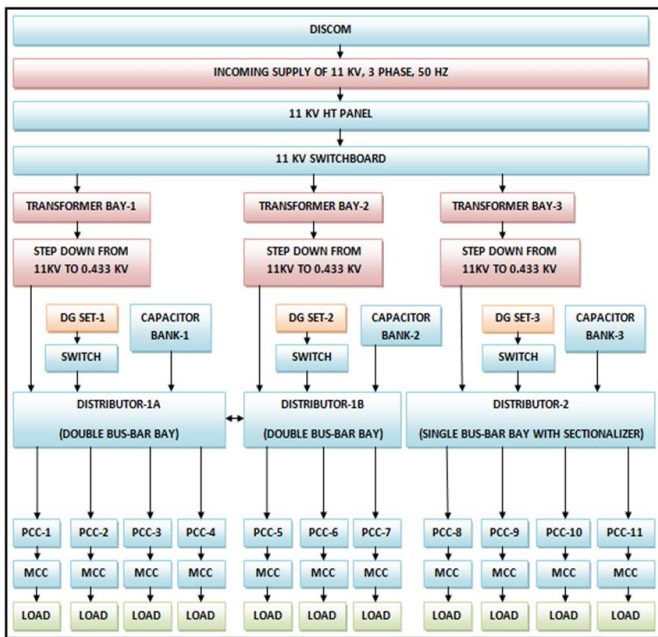 DISCOM
INCOMING SUPPLY OF 11 KV, 3 PHASE, 50 HZ
11 KV HT PANEL
11 KV SWITCHBOARD
TRANSFORMER BAY-1
TRANSFORMER BAY-2
TRANSFORMER BAY-3
STEP DOWN FROM
11KV TO 0.433 KV
STEP DOWN FROM
11KV TO 0.433 KV
STEP DOWN FROM
11KV TO 0.433 KV
DG SET-1
CAPACITOR
BANK-1
SWITCH
DG SET-2
CAPACITOR
BANK-2
SWITCH
DG SET-3
CAPACITOR
BANK-3
SWITCH
DISTRIBUTOR-1A
(DOUBLE BUS-BAR BAY)
DISTRIBUTOR-1B
(DOUBLE BUS-BAR BAY)
DISTRIBUTOR-2
(SINGLE BUS-BAR BAY WITH SECTIONALIZER)
PCC-1 PCC-2 PCC-3 PCC-4 PCC-5 PCC-6 PCC-7 PCC-8 PCC-9 PCC-10 PCC-11
MCC MCC MCC MCC MCC MCC MCC MCC MCC MCC MCC
LOAD LOAD LOAD LOAD LOAD LOAD LOAD LOAD LOAD LOAD LOAD